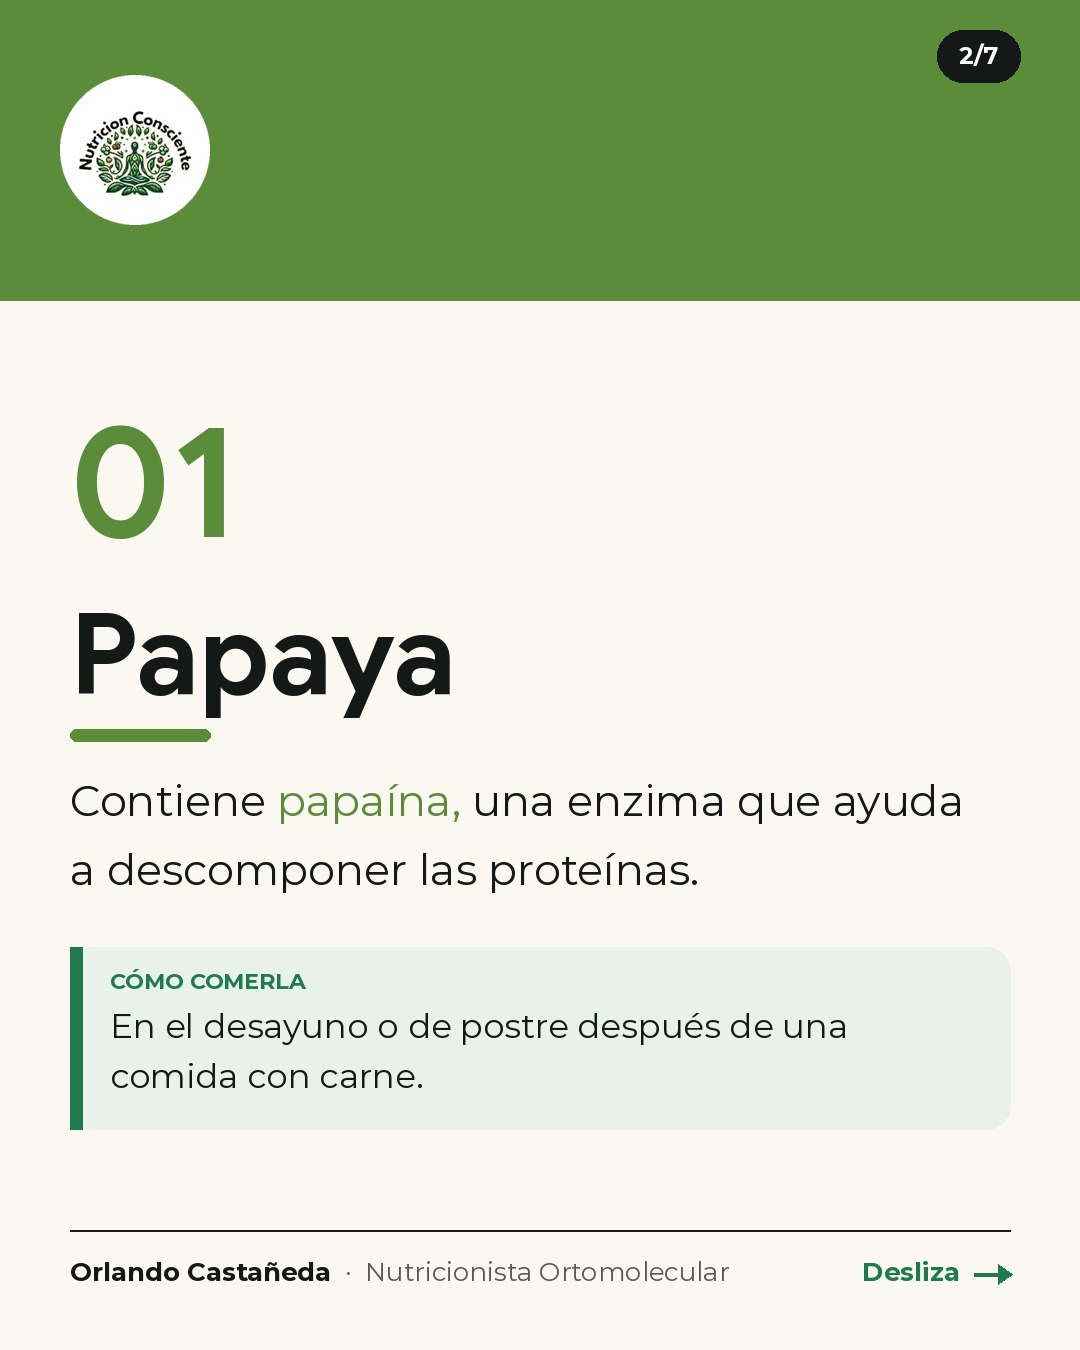 2/7
Nutricion Consciente
01
Papaya
Contiene papaína, una enzima que ayuda
a descomponer las proteínas.
CÓMO COMERLA
En el desayuno o de postre después de una
comida con carne.
Orlando Castañeda · Nutricionista Ortomolecular
Desliza